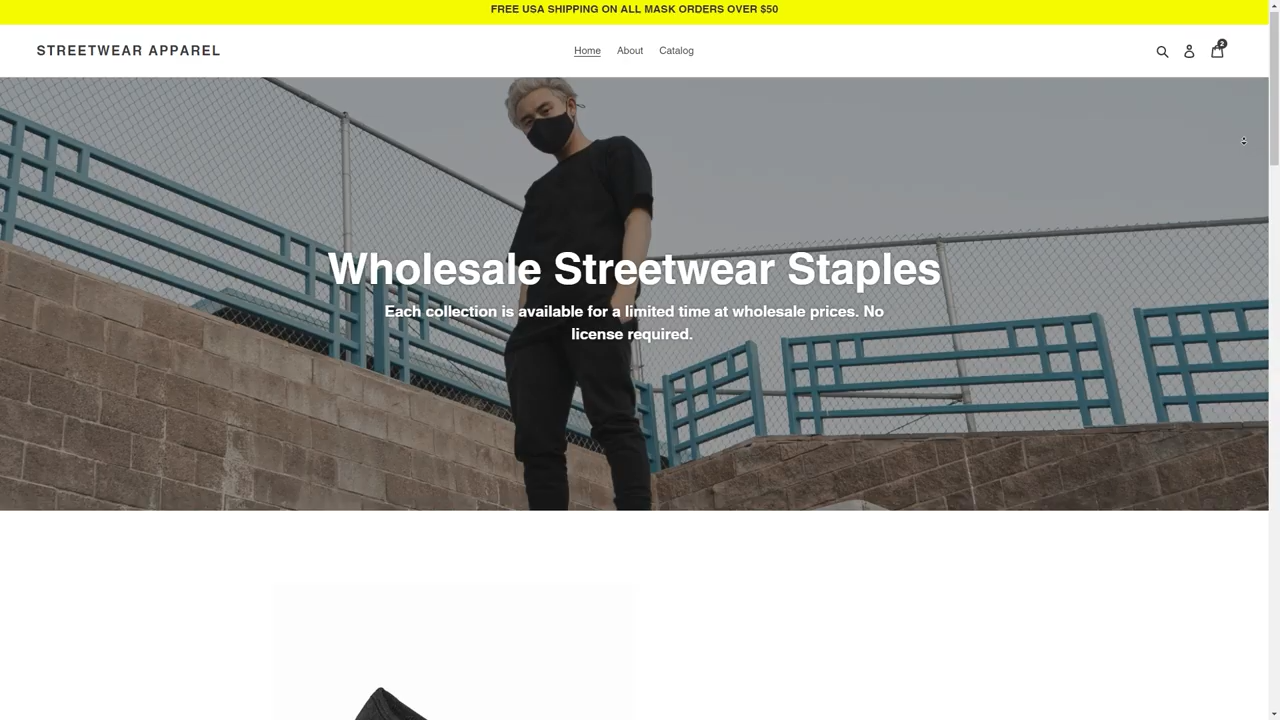 FREE USA SHIPPING ON ALL MASK ORDERS OVER $50
STREETWEAR APPAREL
Home About Catalog
2
Wholesale Streetwear Staples
Each collection is available for a limited time at wholesale prices. No
license required.